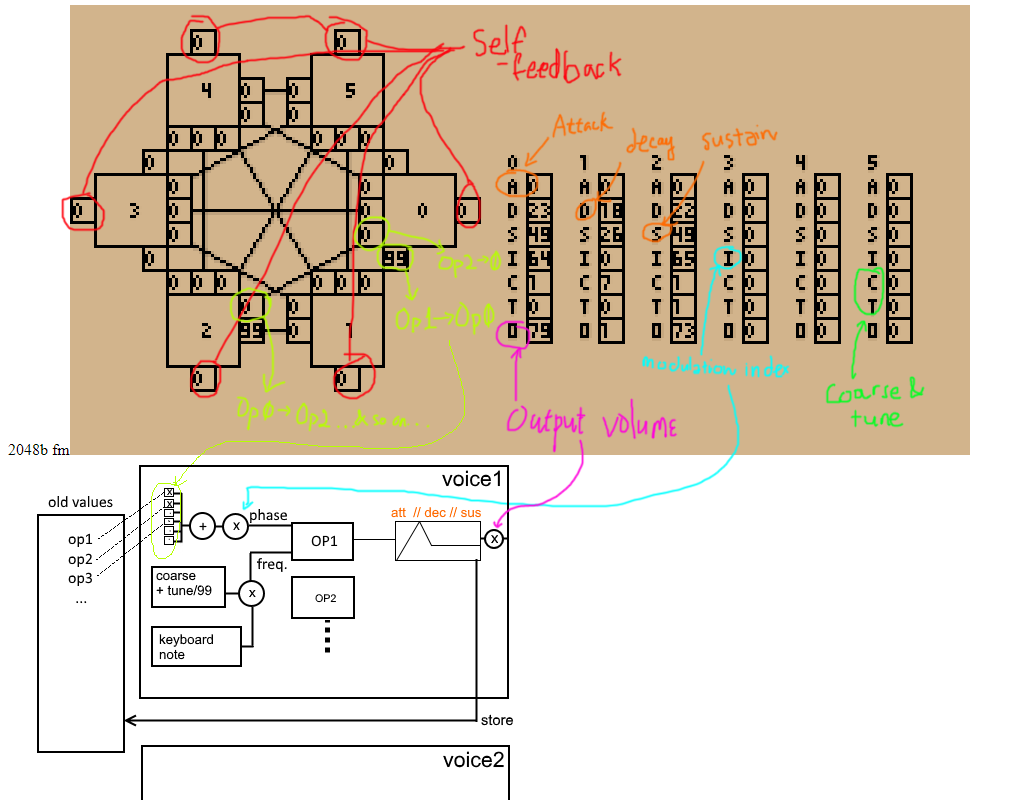 0 0
Self
feedback
4 0 0 5
0 0
0 0 0 0 0 0
0 0
0 0
0 3 0 0 0
0 0
0 99
0 0 0 0 0
0
2 99 0 1
0 0
Attack
decay
sustain
0 1 2 3 4 5
A 0 A 0 A 0 A 0 A 0 A 0
D 23 D 18 D 22 D 0 D 0 D 0
S 49 S 26 S 49 S 0 S 0 S 0
I 64 I 0 I 65 I 0 I 0 I 0
C 1 C 7 C 1 C 0 C 0 C 0
T 0 T 0 T 0 T 0 T 0 T 0
O 79 O 1 O 73 O 0 O 0 O 0
Op2→0
Op1→Op0
Op0→Op2 ..& so on...
modulation index
Output volume
Coarse &
tune
2048b fm
voice1
old values
op1
op2
op3
...
+
x
phase
OP1
att // dec // sus
x
freq.
coarse
+ tune/99
x
OP2
keyboard
note
store
voice2